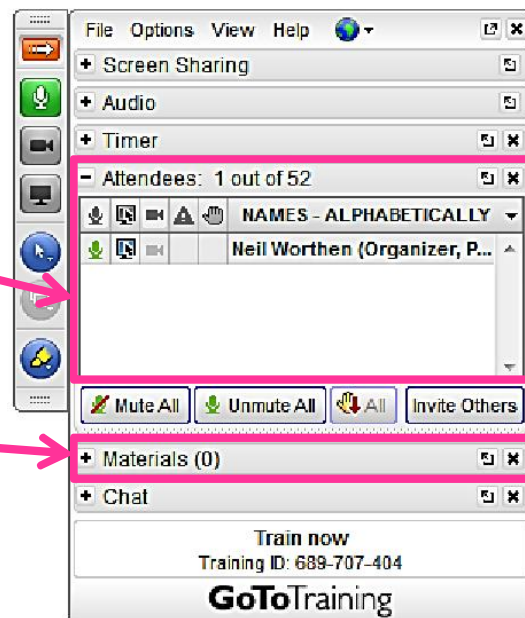 File Options View Help
Screen Sharing
Audio
Timer
Attendees: 1 out of 52
NAMES - ALPHABETICALLY
Neil Worthen (Organizer, P...
Mute All Unmute All All Invite Others
Materials (0)
Chat
Train now
Training ID: 689-707-404
GoToTraining